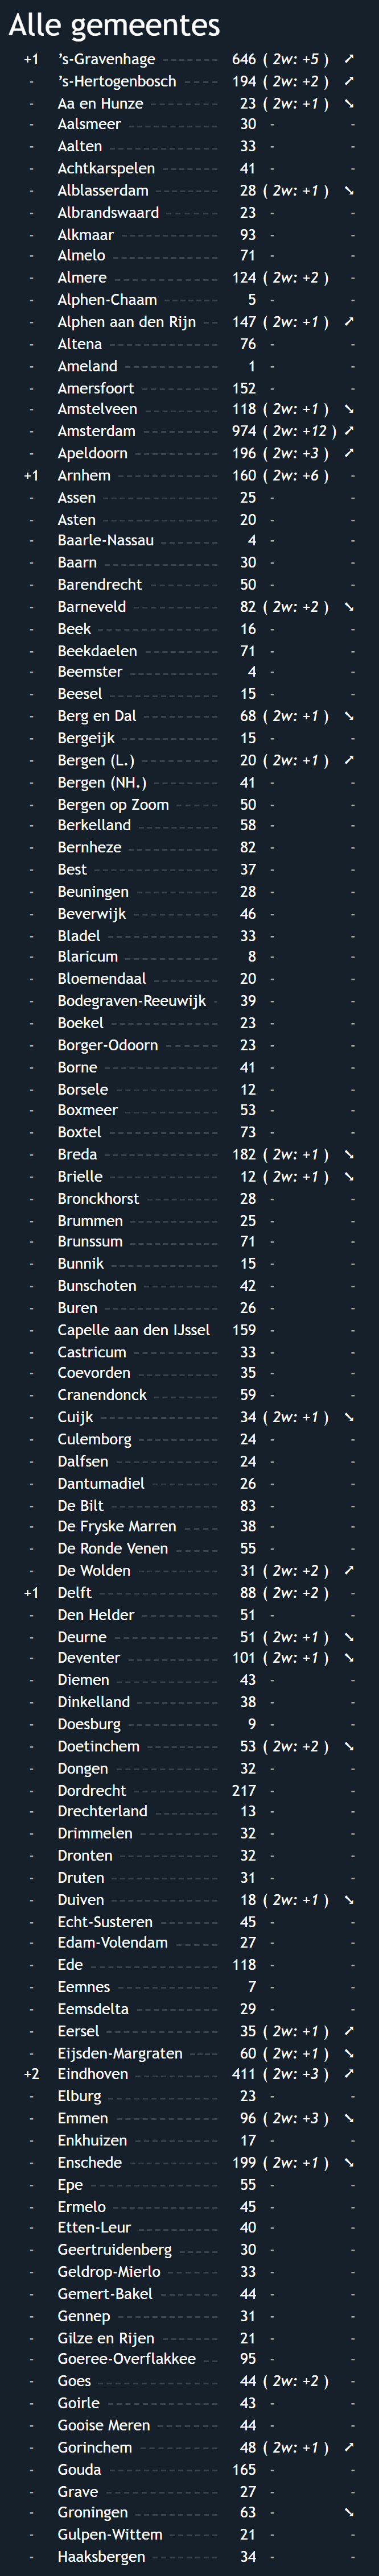 Alle gemeentes
+1 ’s-Gravenhage 646 ( 2w: +5 ) ➚
- ’s-Hertogenbosch 194 ( 2w: +2 ) ➚
- Aa en Hunze 23 ( 2w: +1 ) ➘
- Aalsmeer 30 - -
- Aalten 33 - -
- Achtkarspelen 41 - -
- Alblasserdam 28 ( 2w: +1 ) ➘
- Albrandswaard 23 - -
- Alkmaar 93 - -
- Almelo 71 - -
- Almere 124 ( 2w: +2 ) -
- Alphen-Chaam 5 - -
- Alphen aan den Rijn 147 ( 2w: +1 ) ➚
- Altena 76 - -
- Ameland 1 - -
- Amersfoort 152 - -
- Amstelveen 118 ( 2w: +1 ) ➘
- Amsterdam 974 ( 2w: +12 ) ➚
- Apeldoorn 196 ( 2w: +3 ) ➚
+1 Arnhem 160 ( 2w: +6 ) -
- Assen 25 - -
- Asten 20 - -
- Baarle-Nassau 4 - -
- Baarn 30 - -
- Barendrecht 50 - -
- Barneveld 82 ( 2w: +2 ) ➘
- Beek 16 - -
- Beekdaelen 71 - -
- Beemster 4 - -
- Beesel 15 - -
- Berg en Dal 68 ( 2w: +1 ) ➘
- Bergeijk 15 - -
- Bergen (L.) 20 ( 2w: +1 ) ➚
- Bergen (NH.) 41 - -
- Bergen op Zoom 50 - -
- Berkelland 58 - -
- Bernheze 82 - -
- Best 37 - -
- Beuningen 28 - -
- Beverwijk 46 - -
- Bladel 33 - -
- Blaricum 8 - -
- Bloemendaal 20 - -
- Bodegraven-Reeuwijk 39 - -
- Boekel 23 - -
- Borger-Odoorn 23 - -
- Borne 41 - -
- Borsele 12 - -
- Boxmeer 53 - -
- Boxtel 73 - -
- Breda 182 ( 2w: +1 ) ➘
- Brielle 12 ( 2w: +1 ) ➘
- Bronckhorst 28 - -
- Brummen 25 - -
- Brunssum 71 - -
- Bunnik 15 - -
- Bunschoten 42 - -
- Buren 26 - -
- Capelle aan den IJssel 159 - -
- Castricum 33 - -
- Coevorden 35 - -
- Cranendonck 59 - -
- Cuijk 34 ( 2w: +1 ) ➘
- Culemborg 24 - -
- Dalfsen 24 - -
- Dantumadiel 26 - -
- De Bilt 83 - -
- De Fryske Marren 38 - -
- De Ronde Venen 55 - -
- De Wolden 31 ( 2w: +2 ) ➚
+1 Delft 88 ( 2w: +2 ) -
- Den Helder 51 - -
- Deurne 51 ( 2w: +1 ) ➘
- Deventer 101 ( 2w: +1 ) ➘
- Diemen 43 - -
- Dinkelland 38 - -
- Doesburg 9 - -
- Doetinchem 53 ( 2w: +2 ) ➘
- Dongen 32 - -
- Dordrecht 217 - -
- Drechterland 13 - -
- Drimmelen 32 - -
- Dronten 32 - -
- Druten 31 - -
- Duiven 18 ( 2w: +1 ) ➘
- Echt-Susteren 45 - -
- Edam-Volendam 27 - -
- Ede 118 - -
- Eemnes 7 - -
- Eemsdelta 29 - -
- Eersel 35 ( 2w: +1 ) ➚
- Eijsden-Margraten 60 ( 2w: +1 ) ➘
+2 Eindhoven 411 ( 2w: +3 ) ➚
- Elburg 23 - -
- Emmen 96 ( 2w: +3 ) ➘
- Enkhuizen 17 - -
- Enschede 199 ( 2w: +1 ) ➘
- Epe 55 - -
- Ermelo 45 - -
- Etten-Leur 40 - -
- Geertruidenberg 30 - -
- Geldrop-Mierlo 33 - -
- Gemert-Bakel 44 - -
- Gennep 31 - -
- Gilze en Rijen 21 - -
- Goeree-Overflakkee 95 - -
- Goes 44 ( 2w: +2 ) -
- Goirle 43 - -
- Gooise Meren 44 - -
- Gorinchem 48 ( 2w: +1 ) ➚
- Gouda 165 - -
- Grave 27 - -
- Groningen 63 - ➘
- Gulpen-Wittem 21 - -
- Haaksbergen 34 - -